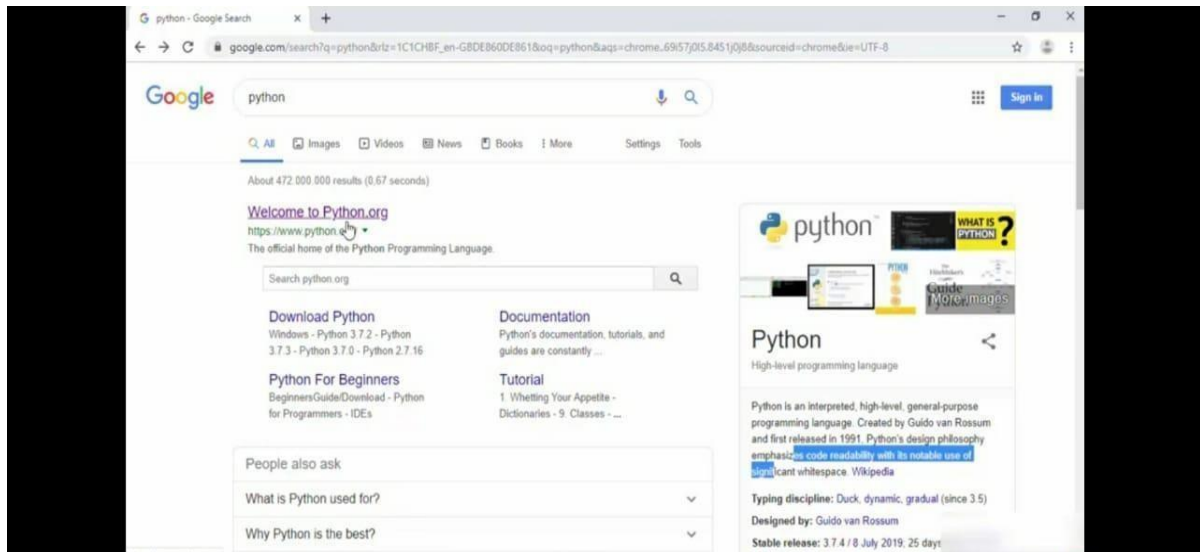 python - Google Search
google.com/search?q=python&rlz=1C1CHBF_en-GBDE860DE861&oq=python&aqs=chrome..69i57j0l5.8451j0j8&sourceid=chrome&ie=UTF-8
Google
python
Sign in
All Images Videos News Books More Settings Tools
About 472.000.000 results (0,67 seconds)
Welcome to Python.org
https://www.python.
The official home of the Python Programming Language.
Search python.org
Download Python
Windows - Python 3.7.2 - Python
3.7.3 - Python 3.7.0 - Python 2.7.16
Documentation
Python's documentation, tutorials, and
guides are constantly ...
Python For Beginners
BeginnersGuide/Download - Python
for Programmers - IDEs
Tutorial
1. Whetting Your Appetite -
Dictionaries - 9. Classes - ...
People also ask
What is Python used for?
Why Python is the best?
python
WHAT IS
PYTHON ?
PYTHON
Guide
More images
Python
High-level programming language
Python is an interpreted, high-level, general-purpose
programming language. Created by Guido van Rossum
and first released in 1991, Python's design philosophy
emphasizes code readability with its notable use of
significant whitespace. Wikipedia
Typing discipline: Duck, dynamic, gradual (since 3.5)
Designed by: Guido van Rossum
Stable release: 3.7.4 / 8 July 2019; 25 days